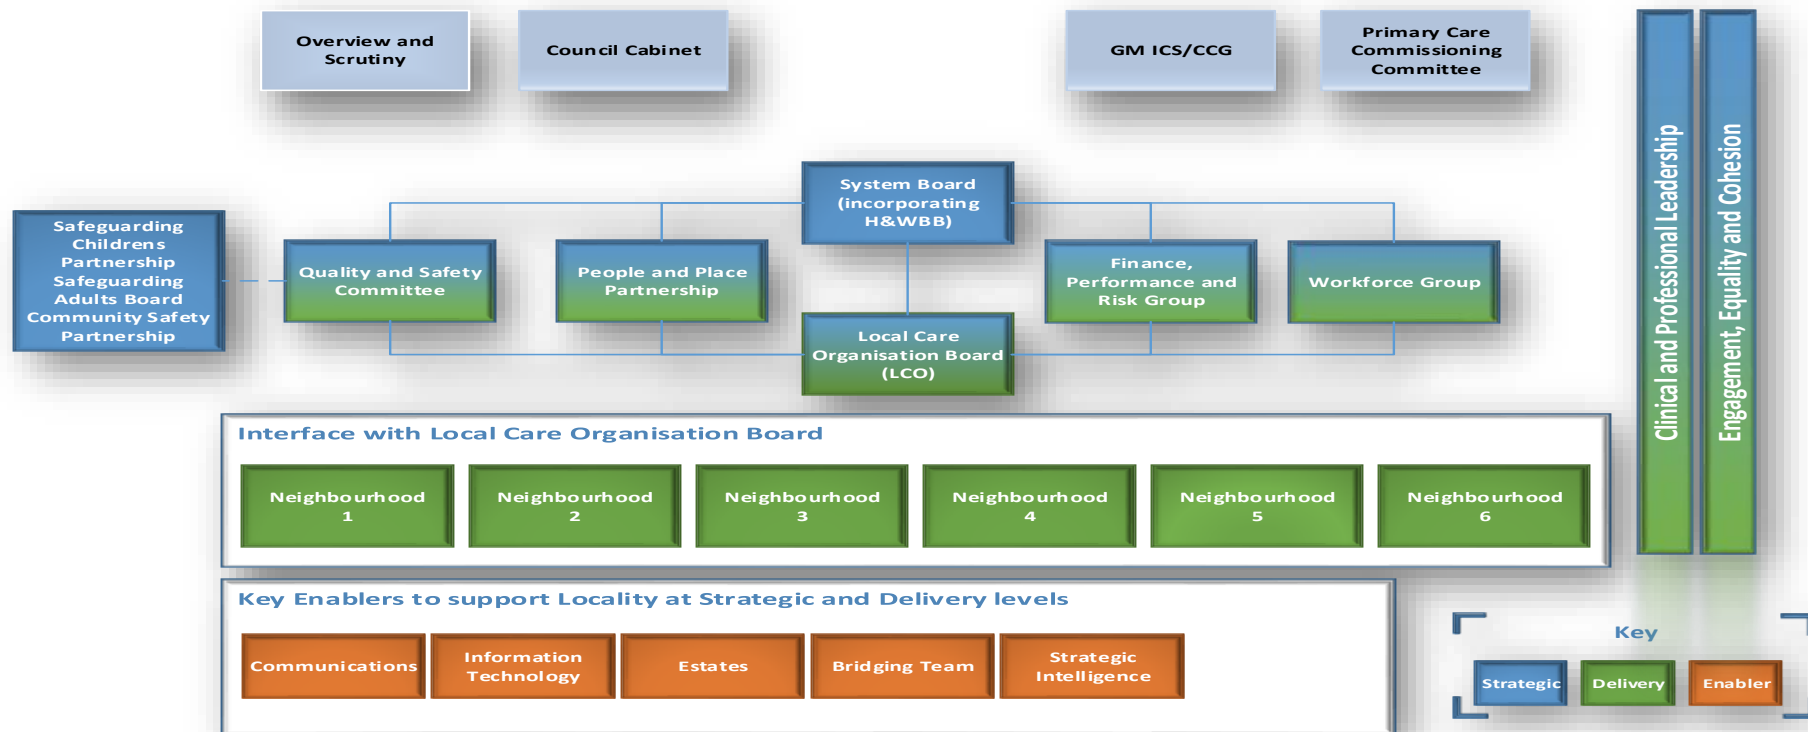 Overview and
Scrutiny
Council Cabinet
GM ICS/CCG
Primary Care
Commissioning
Committee
System Board
(incorporating
H&WBB)
Safeguarding
Childrens
Partnership
Safeguarding
Adults Board
Community Safety
Partnership
Quality and Safety
Committee
People and Place
Partnership
Finance,
Performance and
Risk Group
Workforce Group
Local Care
Organisation Board
(LCO)
Clinical and Professional Leadership
Engagement, Equality and Cohesion
Interface with Local Care Organisation Board
Neighbourhood
1
Neighbourhood
2
Neighbourhood
3
Neighbourhood
4
Neighbourhood
5
Neighbourhood
6
Key Enablers to support Locality at Strategic and Delivery levels
Communications
Information
Technology
Estates
Bridging Team
Strategic
Intelligence
Key
Strategic
Delivery
Enabler